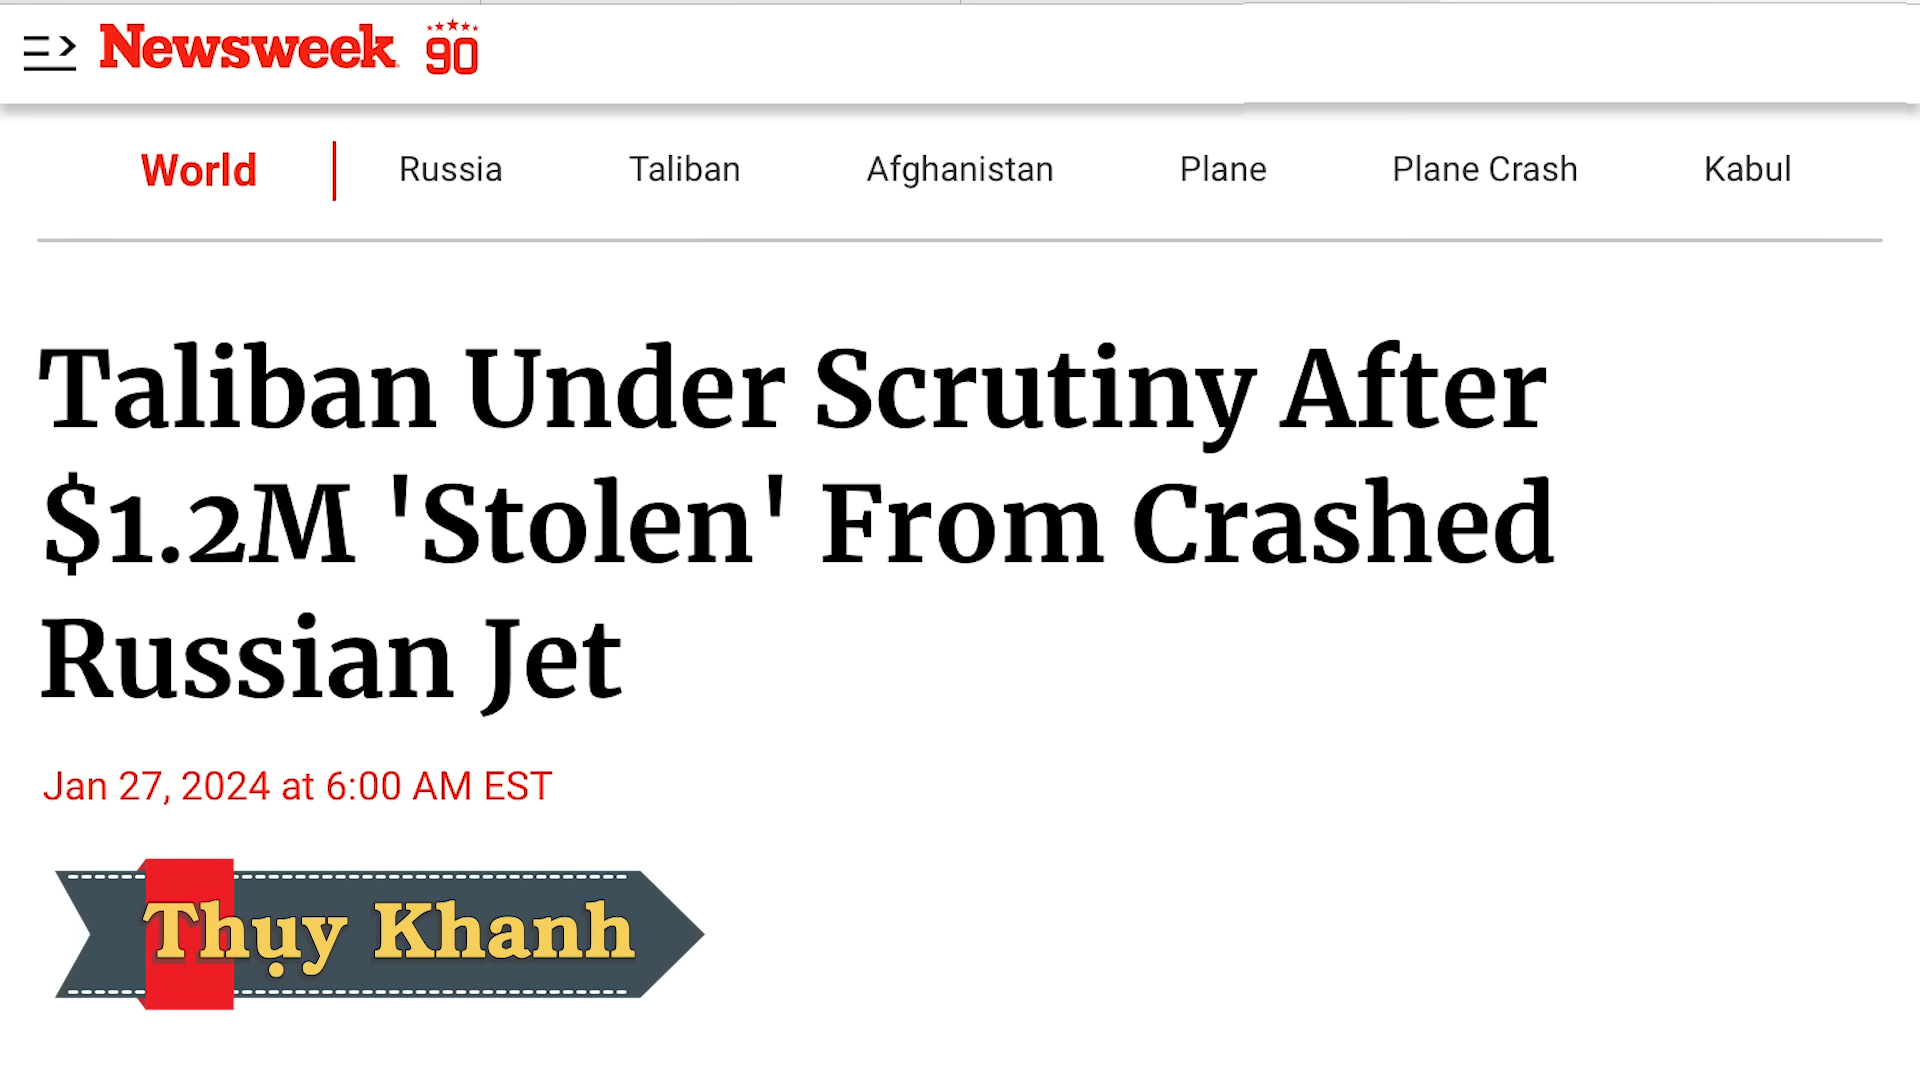 Newsweek 90
World Russia Taliban Afghanistan Plane Plane Crash Kabul
Taliban Under Scrutiny After
$1.2M 'Stolen' From Crashed
Russian Jet
Jan 27, 2024 at 6:00 AM EST
Thụy Khanh